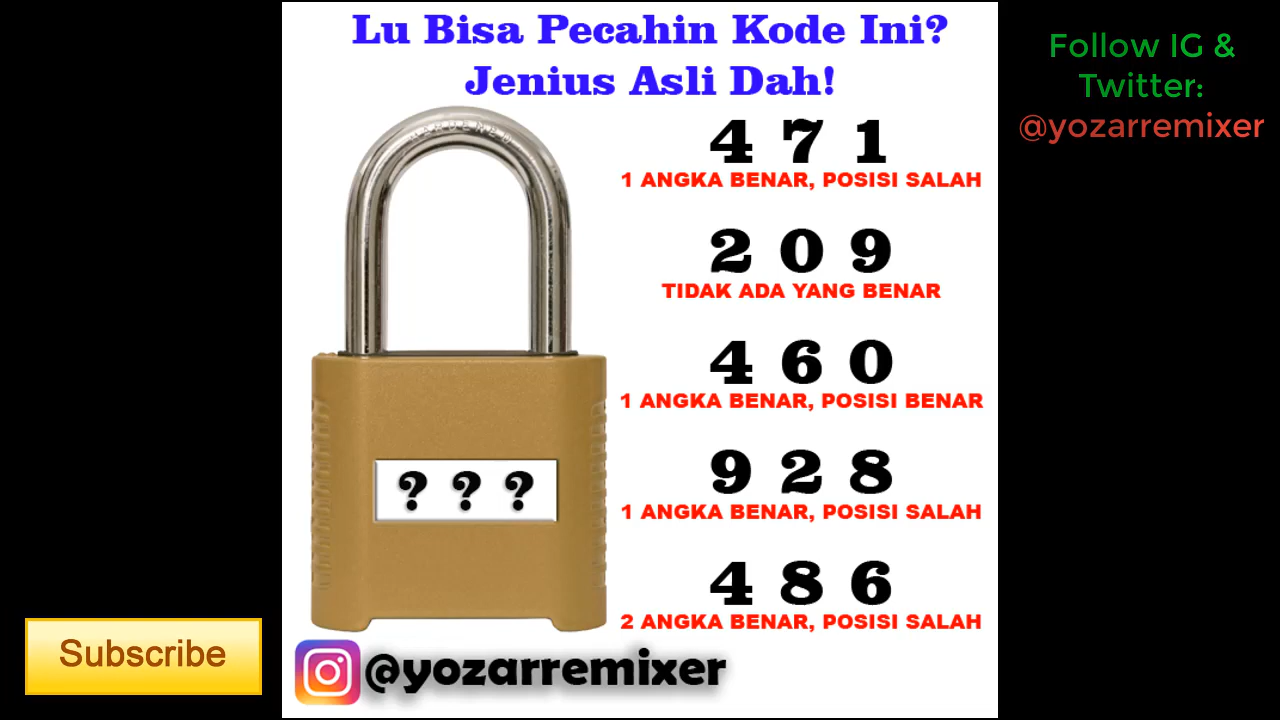 Lu Bisa Pecahin Kode Ini?
Jenius Asli Dah!
Follow IG &
Twitter:
@yozarremixer
4 7 1
1 ANGKA BENAR, POSISI SALAH
2 0 9
TIDAK ADA YANG BENAR
4 6 0
1 ANGKA BENAR, POSISI BENAR
9 2 8
1 ANGKA BENAR, POSISI SALAH
4 8 6
2 ANGKA BENAR, POSISI SALAH
? ? ?
Subscribe
@yozarremixer